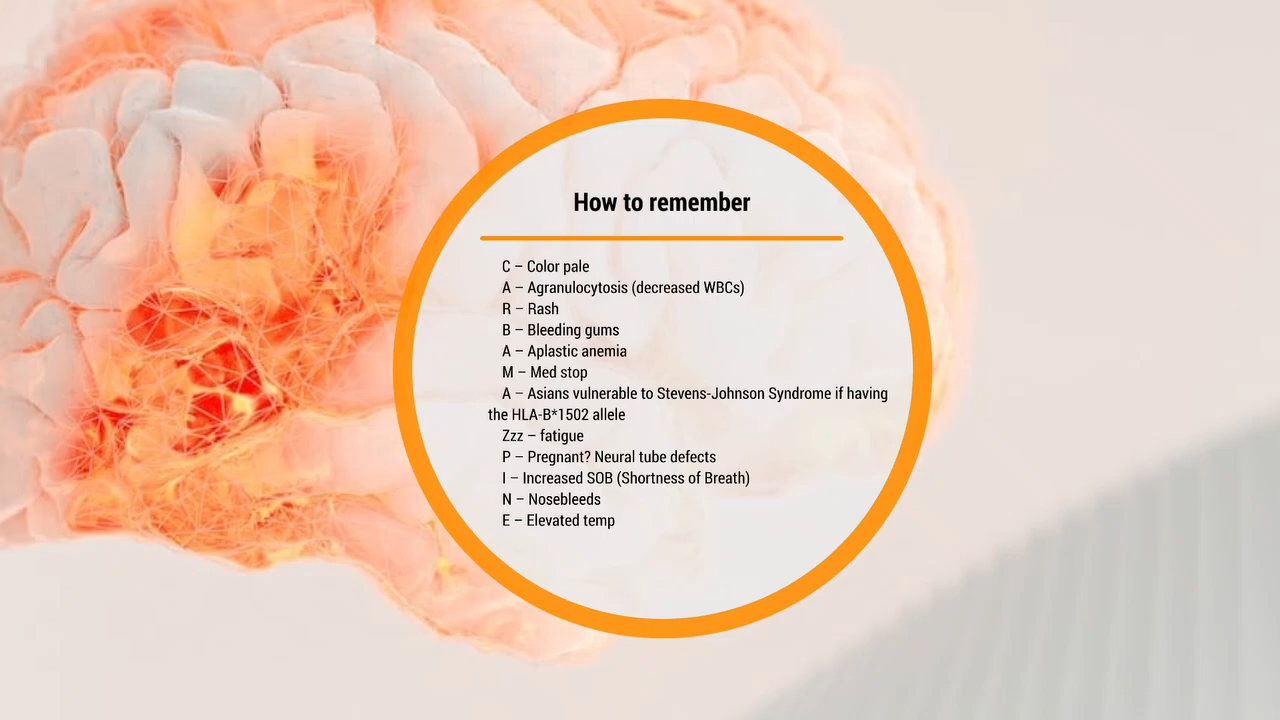 How to remember
C – Color pale
A – Agranulocytosis (decreased WBCs)
R – Rash
B – Bleeding gums
A – Aplastic anemia
M – Med stop
A – Asians vulnerable to Stevens-Johnson Syndrome if having
the HLA-B*1502 allele
Zzz – fatigue
P – Pregnant? Neural tube defects
I – Increased SOB (Shortness of Breath)
N – Nosebleeds
E – Elevated temp